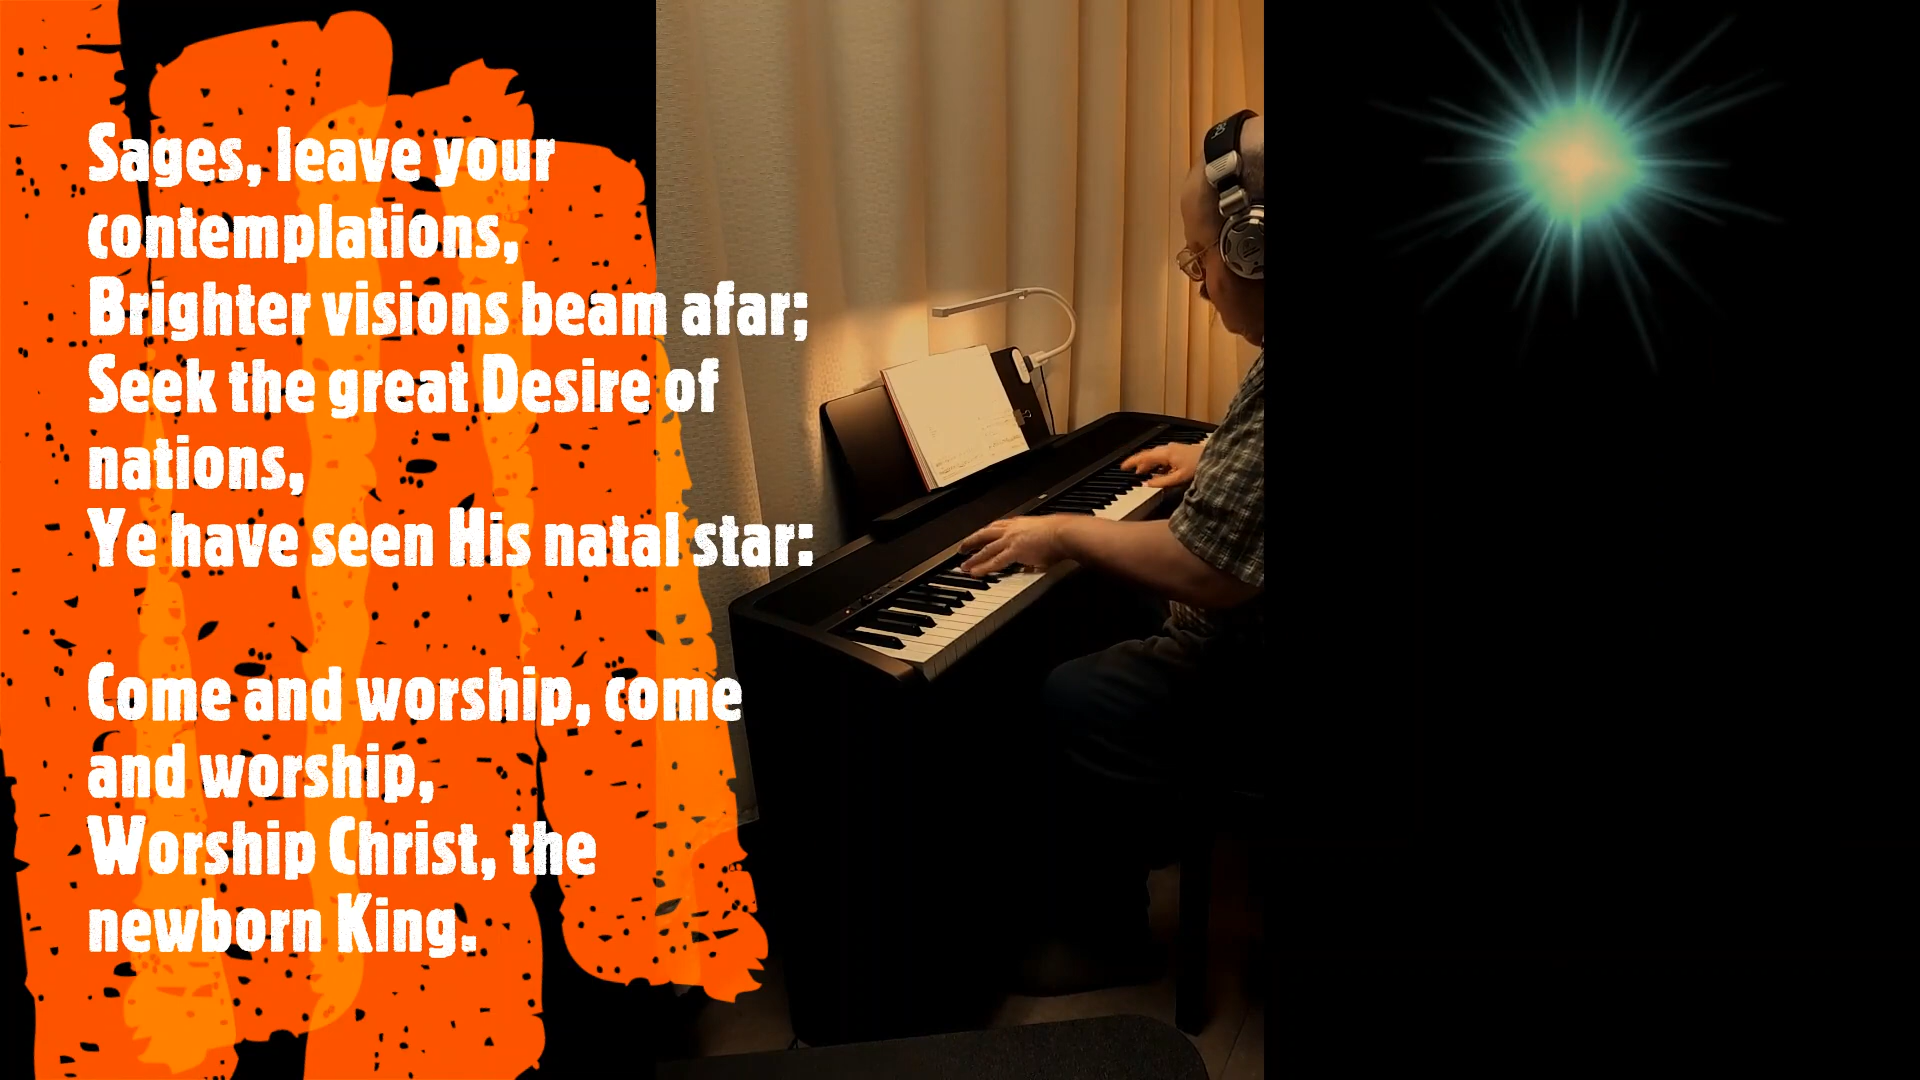 Sages, leave your
contemplations,
Brighter visions beam afar;
Seek the great Desire of
nations,
Ye have seen His natal star:
Come and worship, come
and worship,
Worship Christ, the
newborn King.